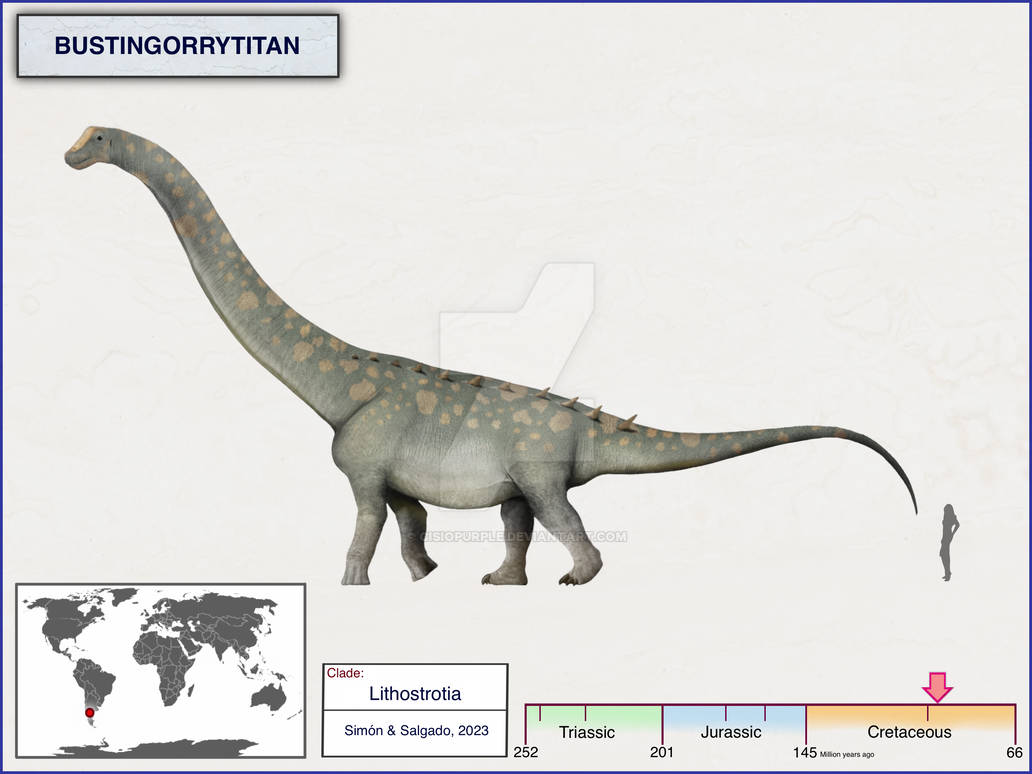 BUSTINGORRYTITAN
© CISIOPURPLE.DEVIANTART.COM
Clade:
Lithostrotia
Simón & Salgado, 2023
Triassic
Jurassic
Cretaceous
252
201
145 Million years ago
66